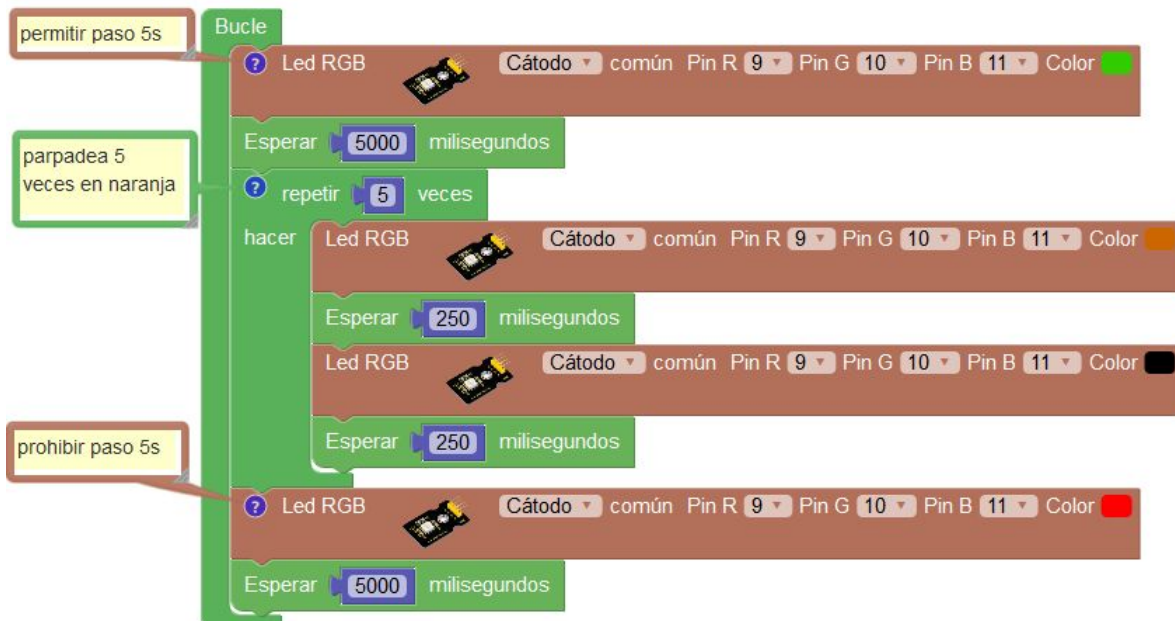 permitir paso 5s
Bucle
? Led RGB Cátodo común Pin R 9 Pin G 10 Pin B 11 Color
Esperar 5000 milisegundos
parpadea 5
veces en naranja
? repetir 5 veces
hacer Led RGB Cátodo común Pin R 9 Pin G 10 Pin B 11 Color
Esperar 250 milisegundos
Led RGB Cátodo común Pin R 9 Pin G 10 Pin B 11 Color
Esperar 250 milisegundos
prohibir paso 5s
? Led RGB Cátodo común Pin R 9 Pin G 10 Pin B 11 Color
Esperar 5000 milisegundos